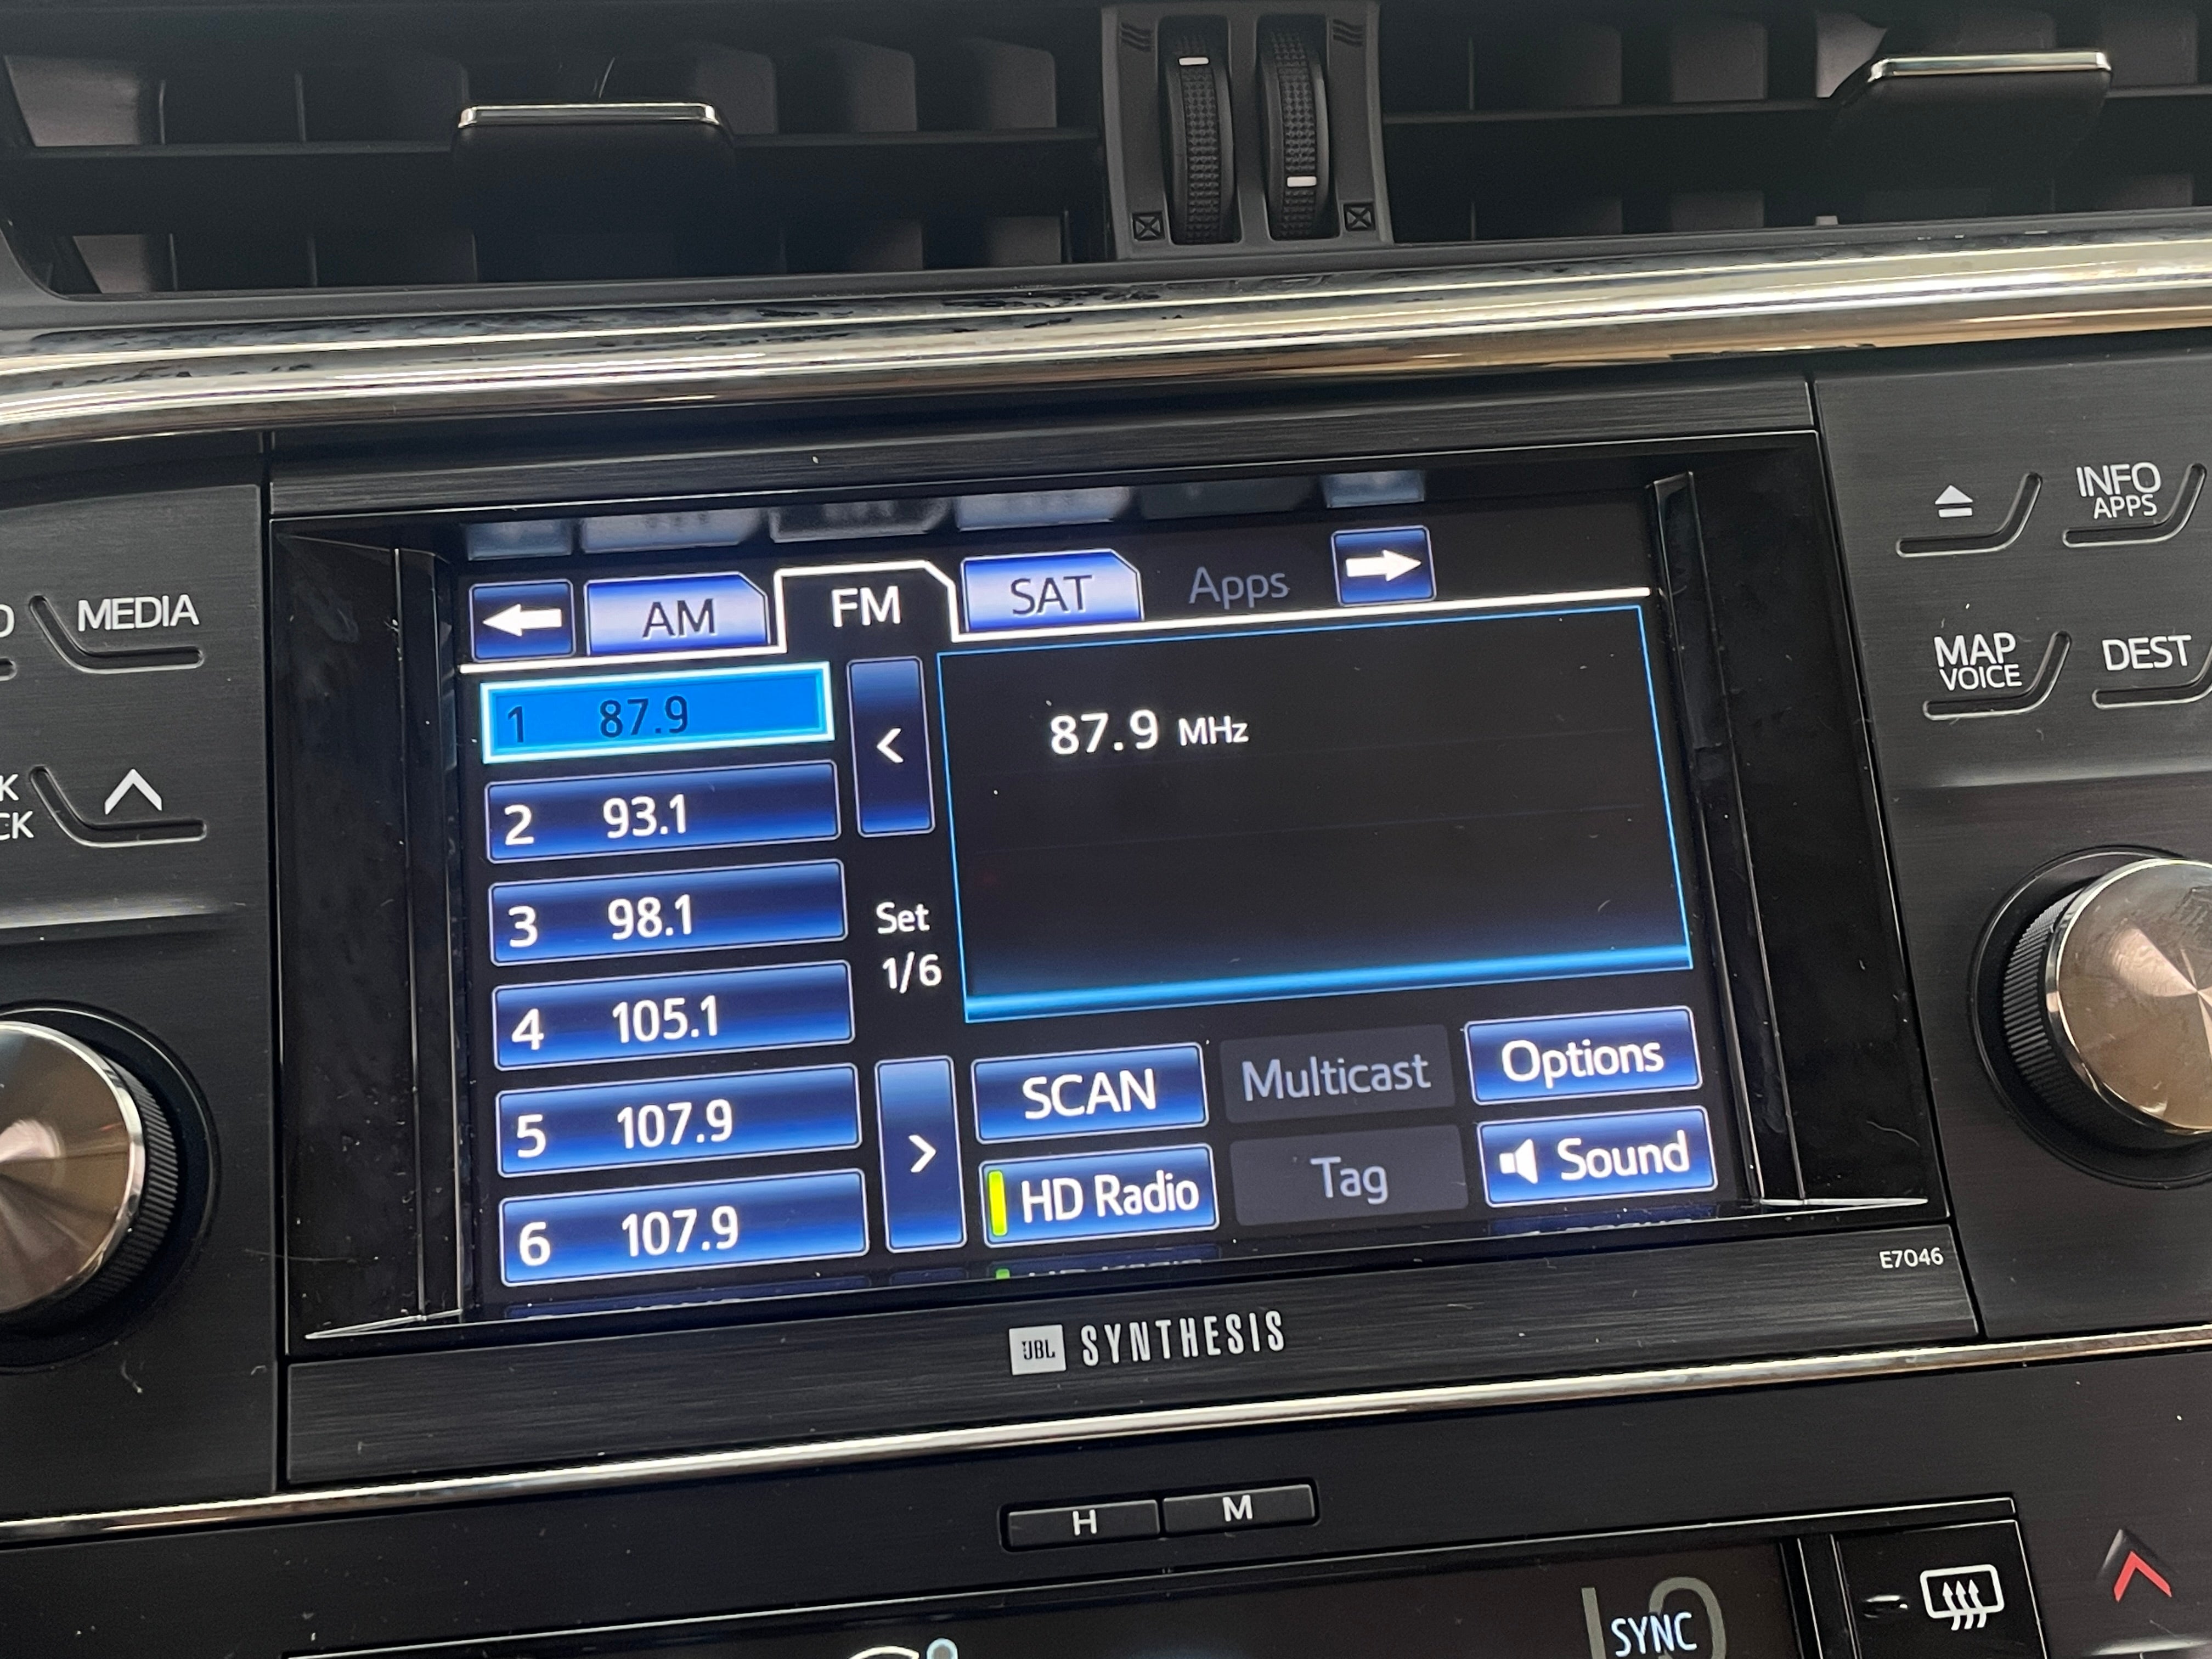 INFO
APPS
MEDIA
MAP
VOICE
DEST
AM
FM
SAT
Apps
1 87.9
2 93.1
3 98.1
4 105.1
5 107.9
6 107.9
<
Set
1/6
>
87.9 MHz
SCAN
Multicast
Options
HD Radio
Tag
Sound
E7046
JBL SYNTHESIS
H
M
LO
SYNC